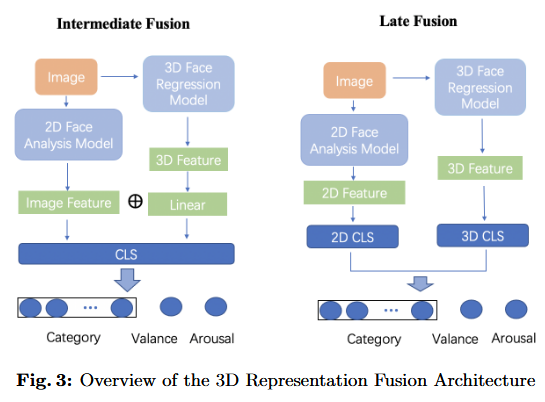 Intermediate Fusion
Image
3D Face
Regression
Model
2D Face
Analysis Model
3D Feature
Image Feature
⊕
Linear
CLS
...
Category
Valance
Arousal
Late Fusion
Image
3D Face
Regression
Model
2D Face
Analysis Model
3D Feature
2D Feature
2D CLS
3D CLS
...
Category
Valance
Arousal
Fig. 3: Overview of the 3D Representation Fusion Architecture